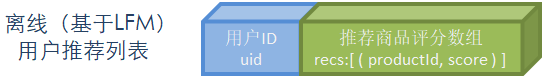 离线（基于LFM）
用户推荐列表
用户ID
uid
推荐商品评分数组
recs:[ ( productId, score ) ]